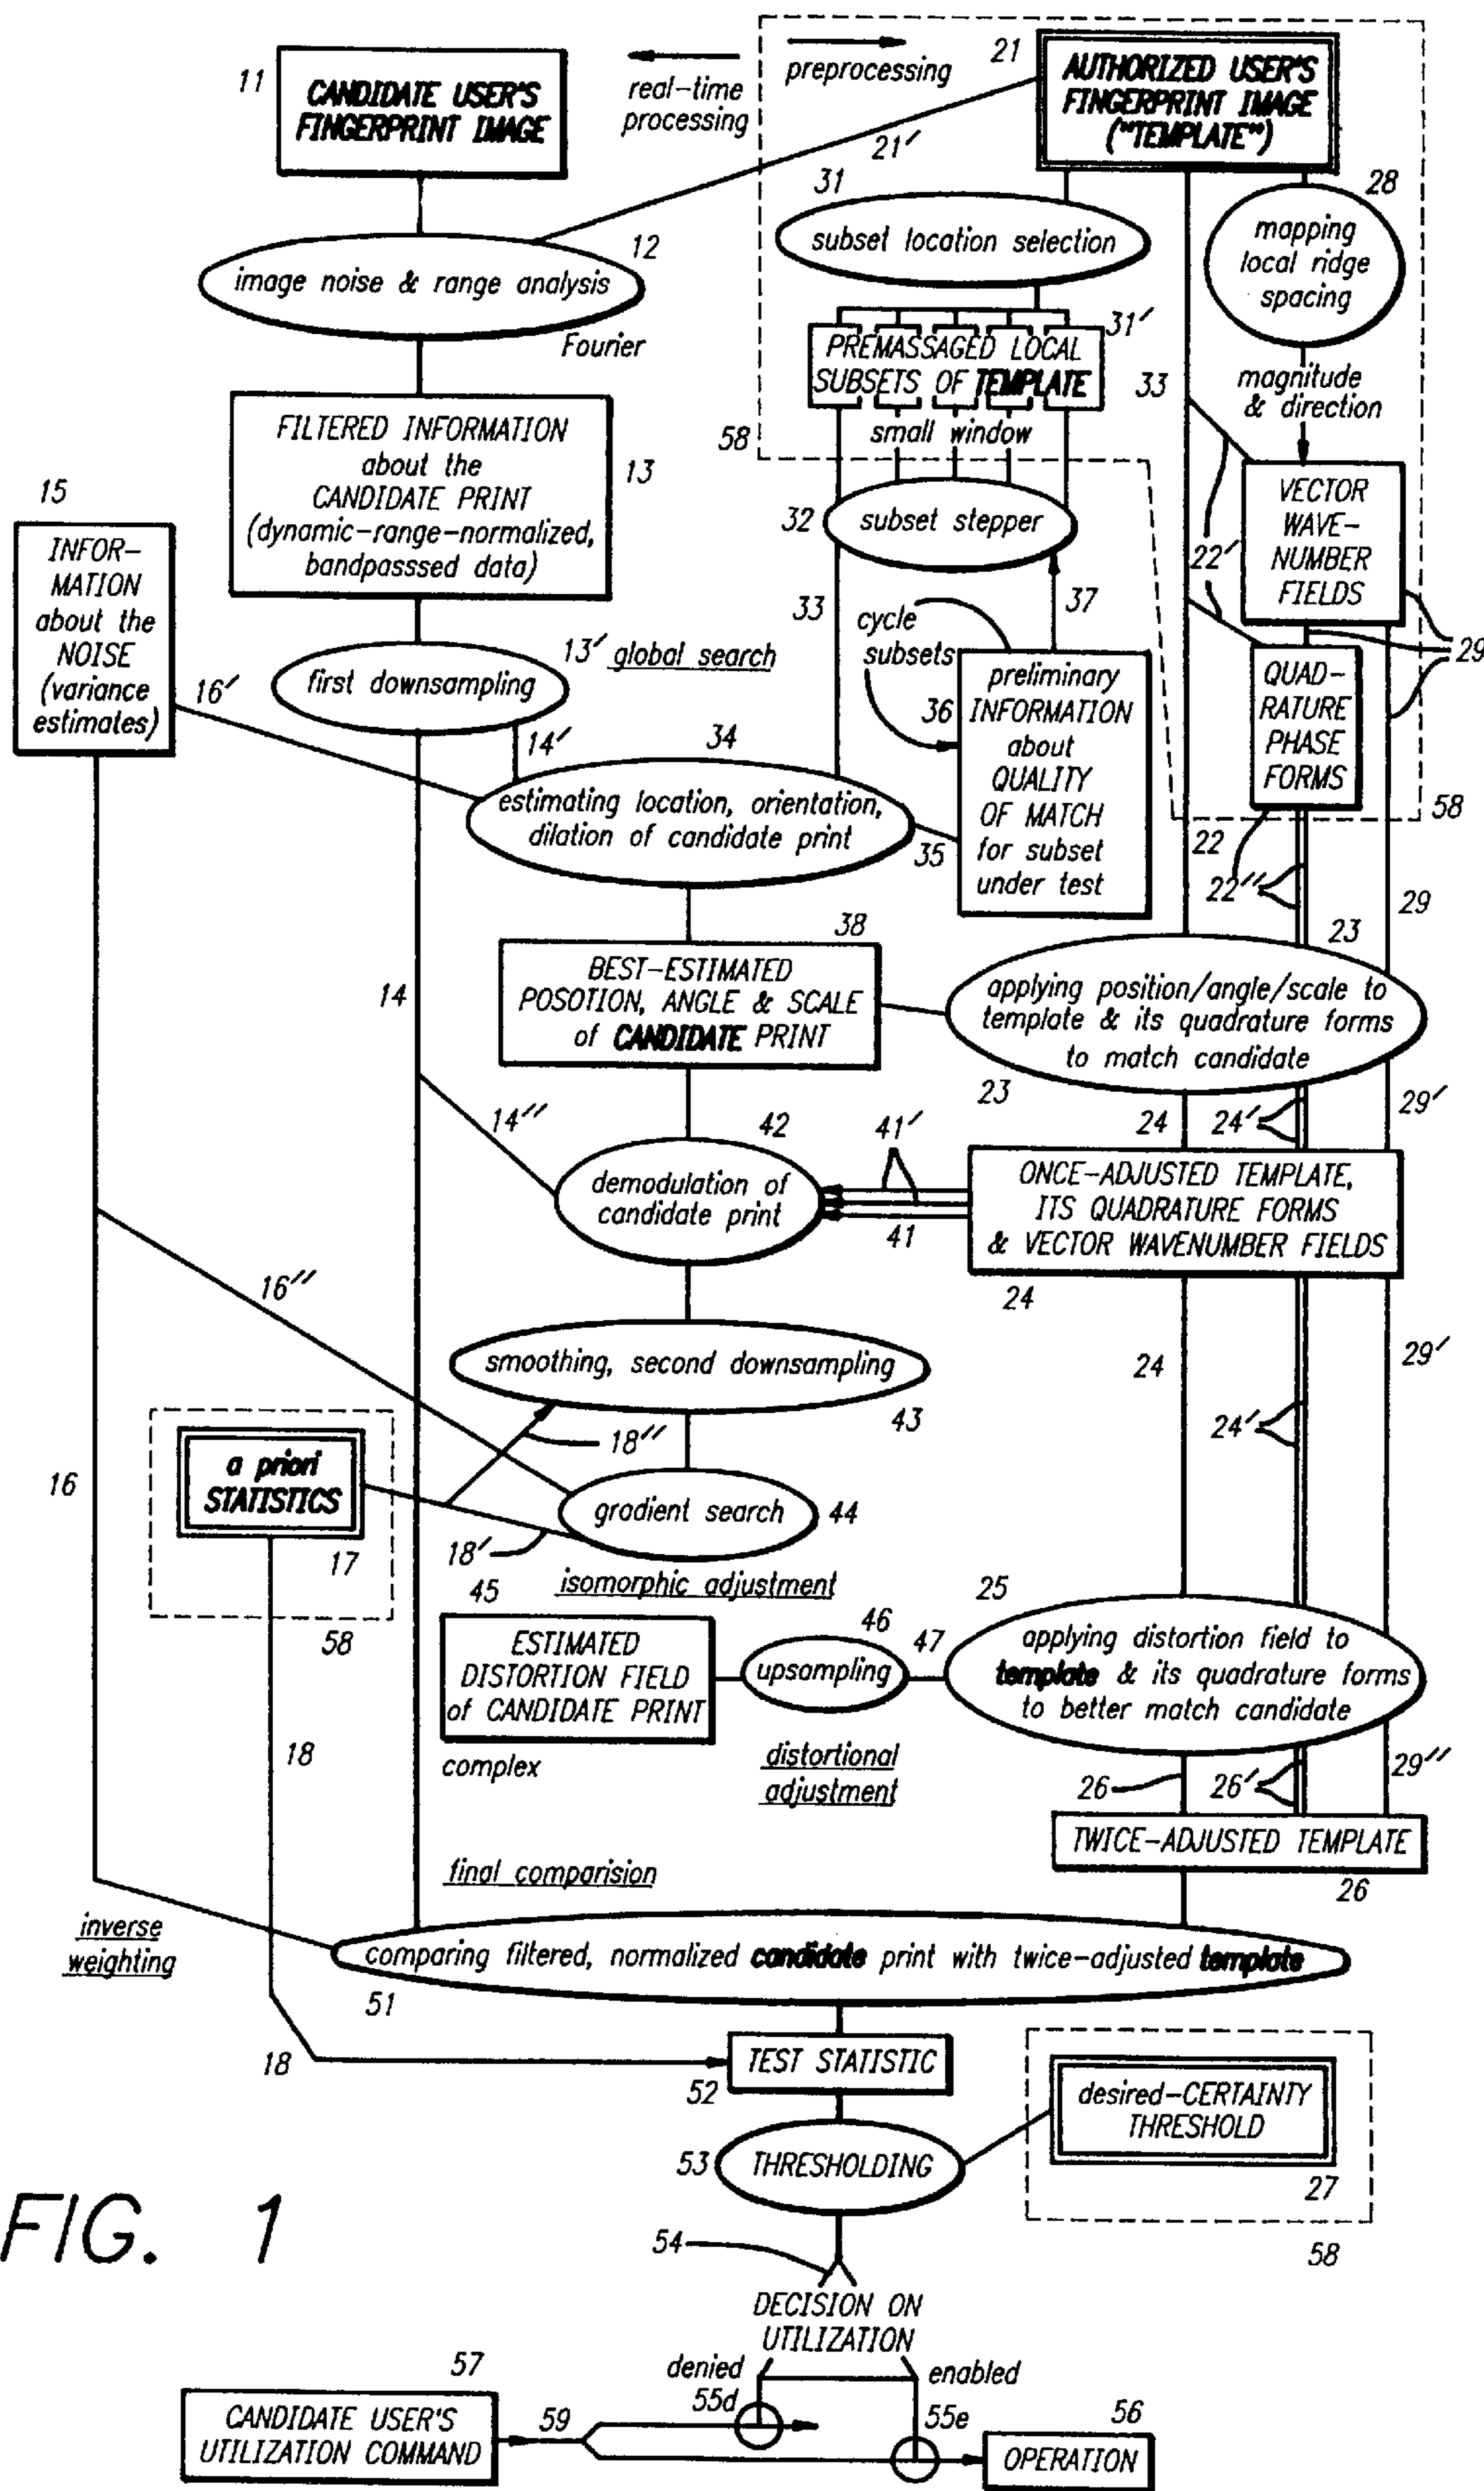 11
CANDIDATE USER'S
FINGERPRINT IMAGE
real-time
processing
preprocessing
21
AUTHORIZED USER'S
FINGERPRINT IMAGE
("TEMPLATE")
21′
31
subset location selection
28
mapping
local ridge
spacing
12
image noise & range analysis
Fourier
31′
PREMASSAGED LOCAL
SUBSETS OF TEMPLATE
small window
58
33
magnitude
& direction
FILTERED INFORMATION
about the
CANDIDATE PRINT
(dynamic-range-normalized,
bandpasssed data)
13
15
INFOR-
MATION
about the
NOISE
(variance
estimates)
32
subset stepper
22′
VECTOR
WAVE-
NUMBER
FIELDS
29
33
37
cycle
subsets
13′
global search
first downsampling
16′
14′
36
preliminary
INFORMATION
about
QUALITY
OF MATCH
for subset
under test
QUAD-
RATURE
PHASE
FORMS
58
34
estimating location, orientation,
dilation of candidate print
35
22
22′′
29
38
23
BEST-ESTIMATED
POSOTION, ANGLE & SCALE
of CANDIDATE PRINT
14
applying position/angle/scale to
template & its quadrature forms
to match candidate
23
24
24′
29′
14′′
42
41′
demodulation of
candidate print
41
ONCE-ADJUSTED TEMPLATE,
ITS QUADRATURE FORMS
& VECTOR WAVENUMBER FIELDS
24
16′′
smoothing, second downsampling
43
24
29′
24′
18′′
16
a priori
STATISTICS
17
58
gradient search
44
18′
isomorphic adjustment
45
ESTIMATED
DISTORTION FIELD
of CANDIDATE PRINT
complex
46
upsampling
47
25
applying distortion field to
template & its quadrature forms
to better match candidate
distortional
adjustment
18
26
26′
29′′
TWICE-ADJUSTED TEMPLATE
26
final comparision
inverse
weighting
comparing filtered, normalized candidate print with twice-adjusted template
51
18
TEST STATISTIC
52
desired-CERTAINTY
THRESHOLD
27
58
53
THRESHOLDING
FIG. 1
54
DECISION ON
UTILIZATION
denied
enabled
57
CANDIDATE USER'S
UTILIZATION COMMAND
59
55d
55e
56
OPERATION